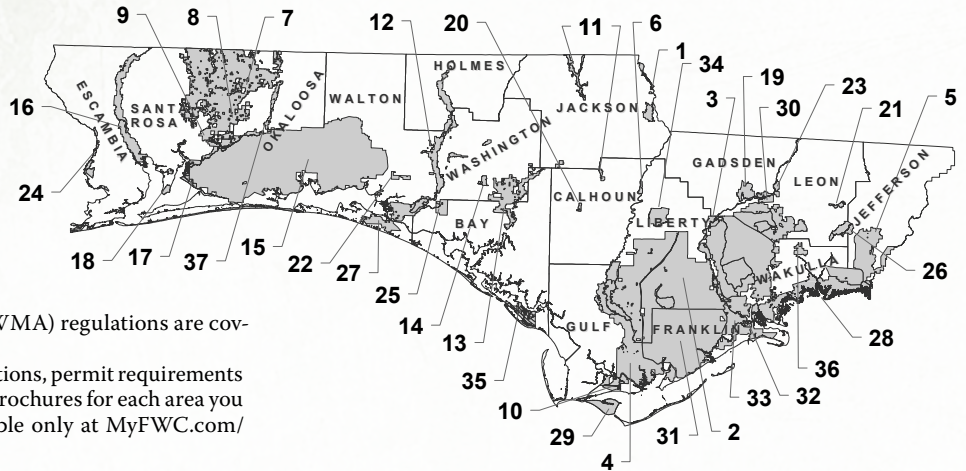 9 8 7 12 20 11 6 1 34 19 3 30 23 21 5
HOLMES
JACKSON
WALTON
OKALOOSA
SANTA
ROSA
ESCAMBIA
WASHINGTON
GADSDEN
LEON
JEFFERSON
CALHOUN
LIBERTY
BAY
WAKULLA
GULF
FRANKLIN
16
24
18 17 37 15 22 27 25 14 13 35
10 29 4 31 2 33 32 36 28 26
WMA) regulations are cov-
tions, permit requirements
rochures for each area you
ble only at MyFWC.com/